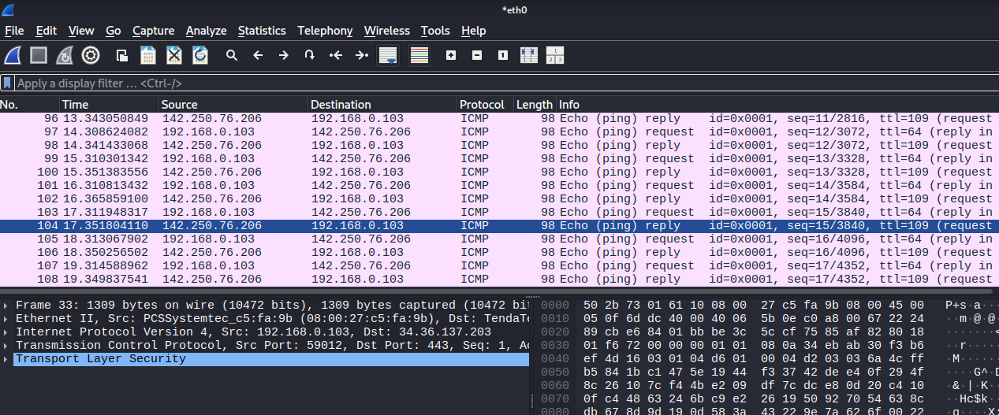 *eth0
File Edit View Go Capture Analyze Statistics Telephony Wireless Tools Help
Apply a display filter … <Ctrl-/>
No. Time Source Destination Protocol Length Info
96 13.343050849 142.250.76.206 192.168.0.103 ICMP 98 Echo (ping) reply id=0x0001, seq=11/2816, ttl=109 (request
97 14.308624082 192.168.0.103 142.250.76.206 ICMP 98 Echo (ping) request id=0x0001, seq=12/3072, ttl=64 (reply in
98 14.341433068 142.250.76.206 192.168.0.103 ICMP 98 Echo (ping) reply id=0x0001, seq=12/3072, ttl=109 (request
99 15.310301342 192.168.0.103 142.250.76.206 ICMP 98 Echo (ping) request id=0x0001, seq=13/3328, ttl=64 (reply in
100 15.351383556 142.250.76.206 192.168.0.103 ICMP 98 Echo (ping) reply id=0x0001, seq=13/3328, ttl=109 (request
101 16.310813432 192.168.0.103 142.250.76.206 ICMP 98 Echo (ping) request id=0x0001, seq=14/3584, ttl=64 (reply in
102 16.365859100 142.250.76.206 192.168.0.103 ICMP 98 Echo (ping) reply id=0x0001, seq=14/3584, ttl=109 (request
103 17.311948317 192.168.0.103 142.250.76.206 ICMP 98 Echo (ping) request id=0x0001, seq=15/3840, ttl=64 (reply in
104 17.351804110 142.250.76.206 192.168.0.103 ICMP 98 Echo (ping) reply id=0x0001, seq=15/3840, ttl=109 (request
105 18.313067902 192.168.0.103 142.250.76.206 ICMP 98 Echo (ping) request id=0x0001, seq=16/4096, ttl=64 (reply in
106 18.350256502 142.250.76.206 192.168.0.103 ICMP 98 Echo (ping) reply id=0x0001, seq=16/4096, ttl=109 (request
107 19.314588962 192.168.0.103 142.250.76.206 ICMP 98 Echo (ping) request id=0x0001, seq=17/4352, ttl=64 (reply in
108 19.349837541 142.250.76.206 192.168.0.103 ICMP 98 Echo (ping) reply id=0x0001, seq=17/4352, ttl=109 (request
Frame 33: 1309 bytes on wire (10472 bits), 1309 bytes captured (10472 bit
Ethernet II, Src: PCSSystemtec_c5:fa:9b (08:00:27:c5:fa:9b), Dst: TendaTe
Internet Protocol Version 4, Src: 192.168.0.103, Dst: 34.36.137.203
Transmission Control Protocol, Src Port: 59012, Dst Port: 443, Seq: 1, Ac
Transport Layer Security
0000 50 2b 73 01 61 10 08 00 27 c5 fa 9b 08 00 45 00 P+s·a···
0010 05 0f 6d dc 40 00 40 06 5b 0e c0 a8 00 67 22 24 ··m·@·@·
0020 89 cb e6 84 01 bb be 3c 5c cf 75 85 af 82 80 18 ·······<
0030 01 f6 72 00 00 00 01 01 08 0a 34 eb ab 30 f3 b6 ··r·····
0040 ef 4d 16 03 01 04 d6 01 00 04 d2 03 03 6a 4c ff ·M······
0050 b5 84 1b c1 47 5e 19 44 f3 37 42 de e4 0f 29 4f ····G^·D
0060 8c 26 10 7c f4 4b e2 09 df 7c dc e8 0d 20 c4 10 ·&·|·K··
0070 0f c4 48 63 24 6b c9 e2 26 19 50 92 70 54 63 8c ··Hc$k··
0080 db 67 8d 9d 19 0d 58 3a 43 22 9e 7a 62 6f 00 22 ·g····X: